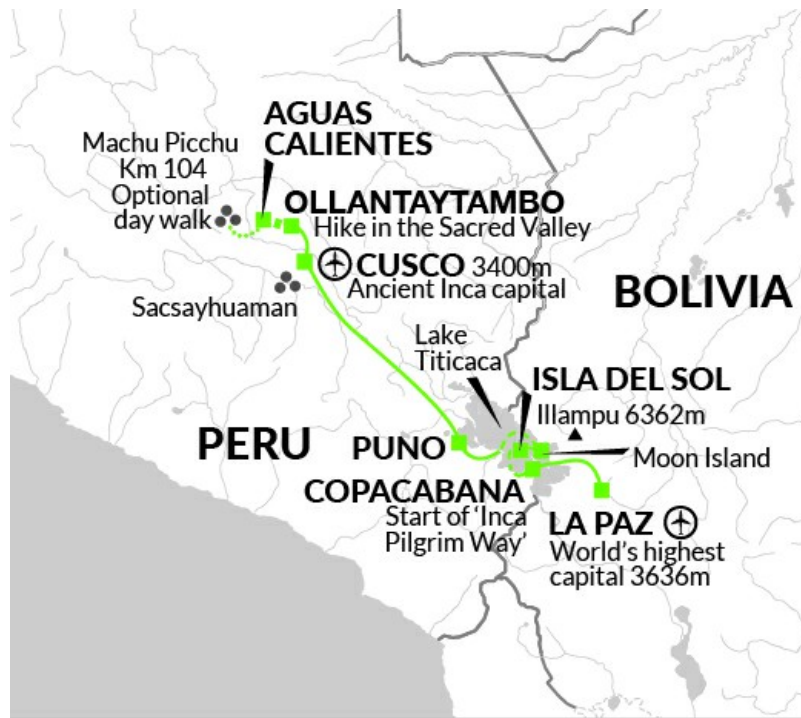 AGUAS
CALIENTES
Machu Picchu
Km 104
Optional
day walk
OLLANTAYTAMBO
Hike in the Sacred Valley
CUSCO 3400m
Ancient Inca capital
Sacsayhuaman
BOLIVIA
Lake
Titicaca
ISLA DEL SOL
Illampu 6362m
PERU
PUNO
Moon Island
COPACABANA
Start of ‘Inca
Pilgrim Way’
LA PAZ
World’s highest
capital 3636m